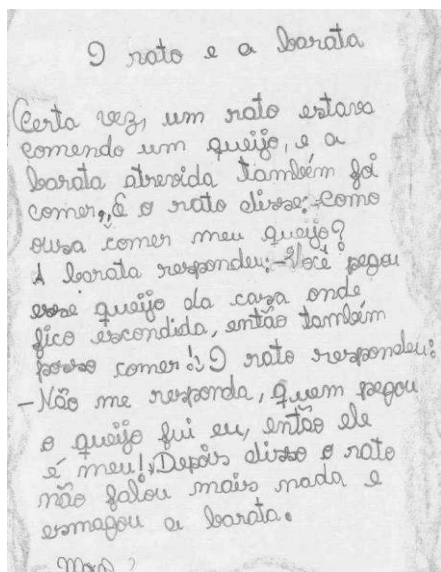 O rato e a barata
Certa vez, um rato estava
comendo um queijo, e a
barata atrevida também foi
comer,, E o rato disse:-Como
ousa comer meu queijo?
A barata respondeu:-Você pegou
esse queijo da casa onde
fico escondida, então também
posso comer!! O rato respondeu:
-Não me responda, quem pegou
o queijo fui eu, então ele
é meu!, Depois disso o rato
não falou mais nada e
esmagou a barata.